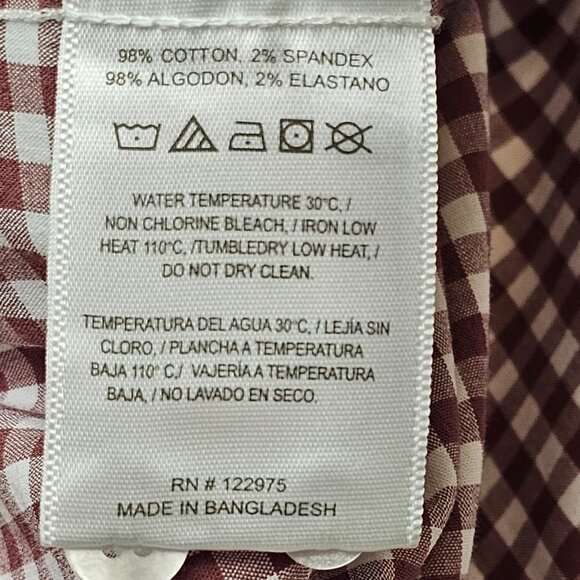 98% COTTON, 2% SPANDEX
98% ALGODON, 2% ELASTANO
WATER TEMPERATURE 30°C, /
NON CHLORINE BLEACH, / IRON LOW
HEAT 110°C, /TUMBLEDRY LOW HEAT, /
DO NOT DRY CLEAN.
TEMPERATURA DEL AGUA 30°C, / LEJÍA SIN
CLORO, / PLANCHA A TEMPERATURA
BAJA 110° C,/ VAJERÍA A TEMPERATURA
BAJA, / NO LAVADO EN SECO.
RN # 122975
MADE IN BANGLADESH